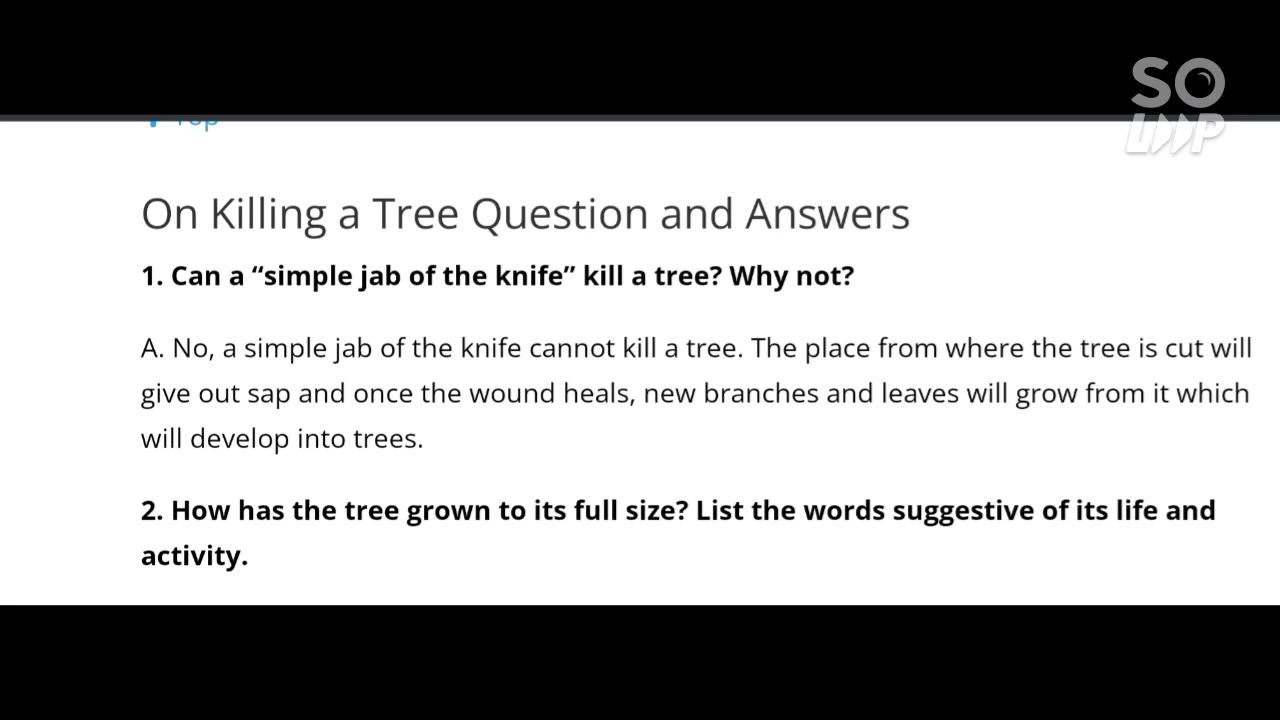 SO
LOOP
Top
On Killing a Tree Question and Answers
1. Can a “simple jab of the knife” kill a tree? Why not?
A. No, a simple jab of the knife cannot kill a tree. The place from where the tree is cut will
give out sap and once the wound heals, new branches and leaves will grow from it which
will develop into trees.
2. How has the tree grown to its full size? List the words suggestive of its life and
activity.